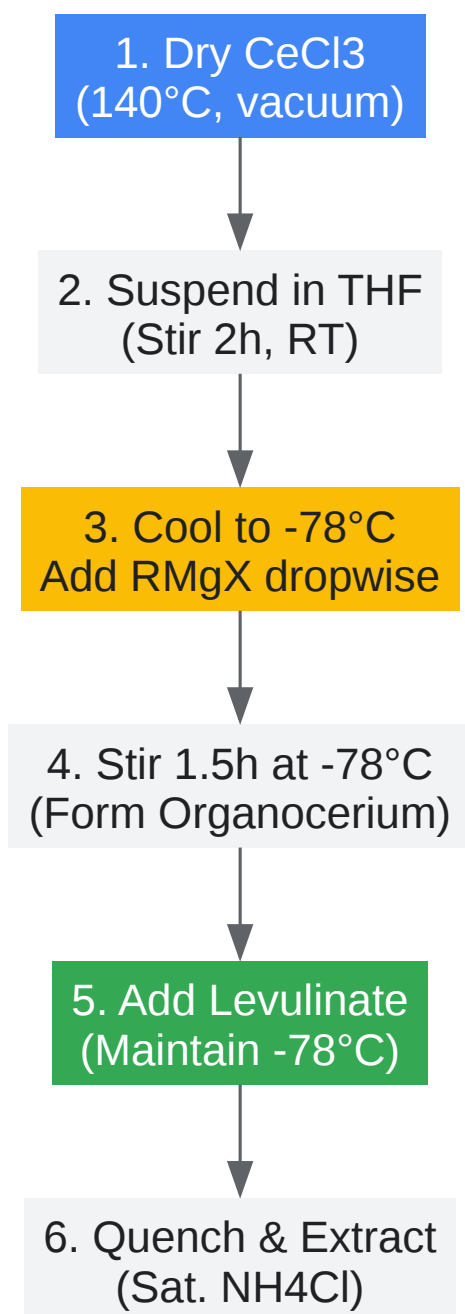 1. Dry CeCl3
(140°C, vacuum)
2. Suspend in THF
(Stir 2h, RT)
3. Cool to -78°C
Add RMgX dropwise
4. Stir 1.5h at -78°C
(Form Organocerium)
5. Add Levulinate
(Maintain -78°C)
6. Quench & Extract
(Sat. NH4Cl)